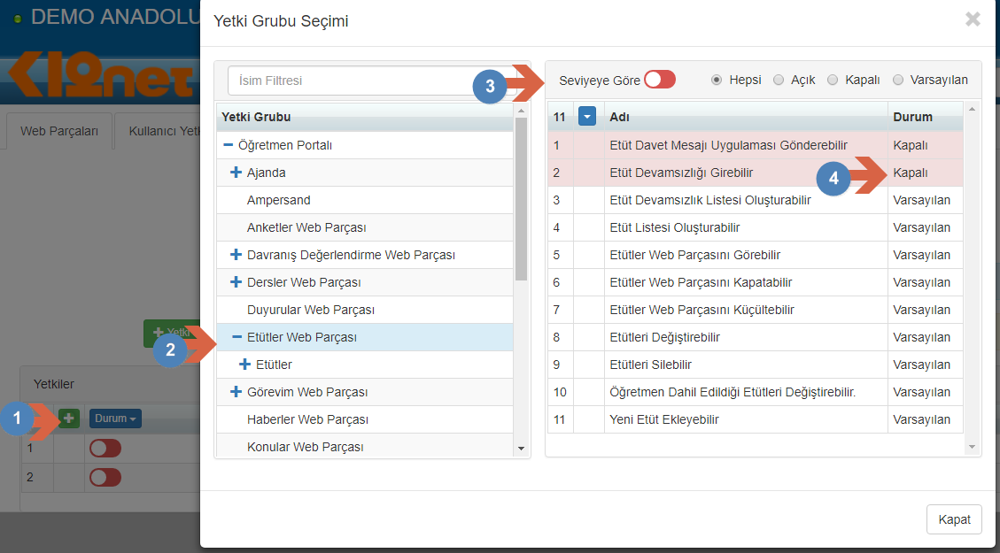 DEMO ANADOLU
K12net
Web Parçaları
Kullanıcı Yetk
Yetki
2
Yetkiler
1
Durum
1
2
Yetki Grubu Seçimi
×
İsim Filtresi
Yetki Grubu
Öğretmen Portalı
Ajanda
Ampersand
Anketler Web Parçası
Davranış Değerlendirme Web Parçası
Dersler Web Parçası
Duyurular Web Parçası
Etütler Web Parçası
Etütler
Görevim Web Parçası
Haberler Web Parçası
Konular Web Parçası
3
Seviyeye Göre Hepsi Açık Kapalı Varsayılan
11 Adı Durum
1 Etüt Davet Mesajı Uygulaması Gönderebilir Kapalı
2 Etüt Devamsızlığı Girebilir 4 Kapalı
3 Etüt Devamsızlık Listesi Oluşturabilir Varsayılan
4 Etüt Listesi Oluşturabilir Varsayılan
5 Etütler Web Parçasını Görebilir Varsayılan
6 Etütler Web Parçasını Kapatabilir Varsayılan
7 Etütler Web Parçasını Küçültebilir Varsayılan
8 Etütleri Değiştirebilir Varsayılan
9 Etütleri Silebilir Varsayılan
10 Öğretmen Dahil Edildiği Etütleri Değiştirebilir. Varsayılan
11 Yeni Etüt Ekleyebilir Varsayılan
Kapat